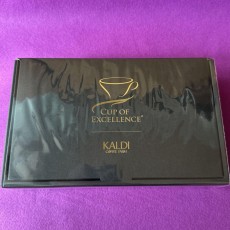 CUP OF
EXCELLENCE®
KALDI
COFFEE FARM